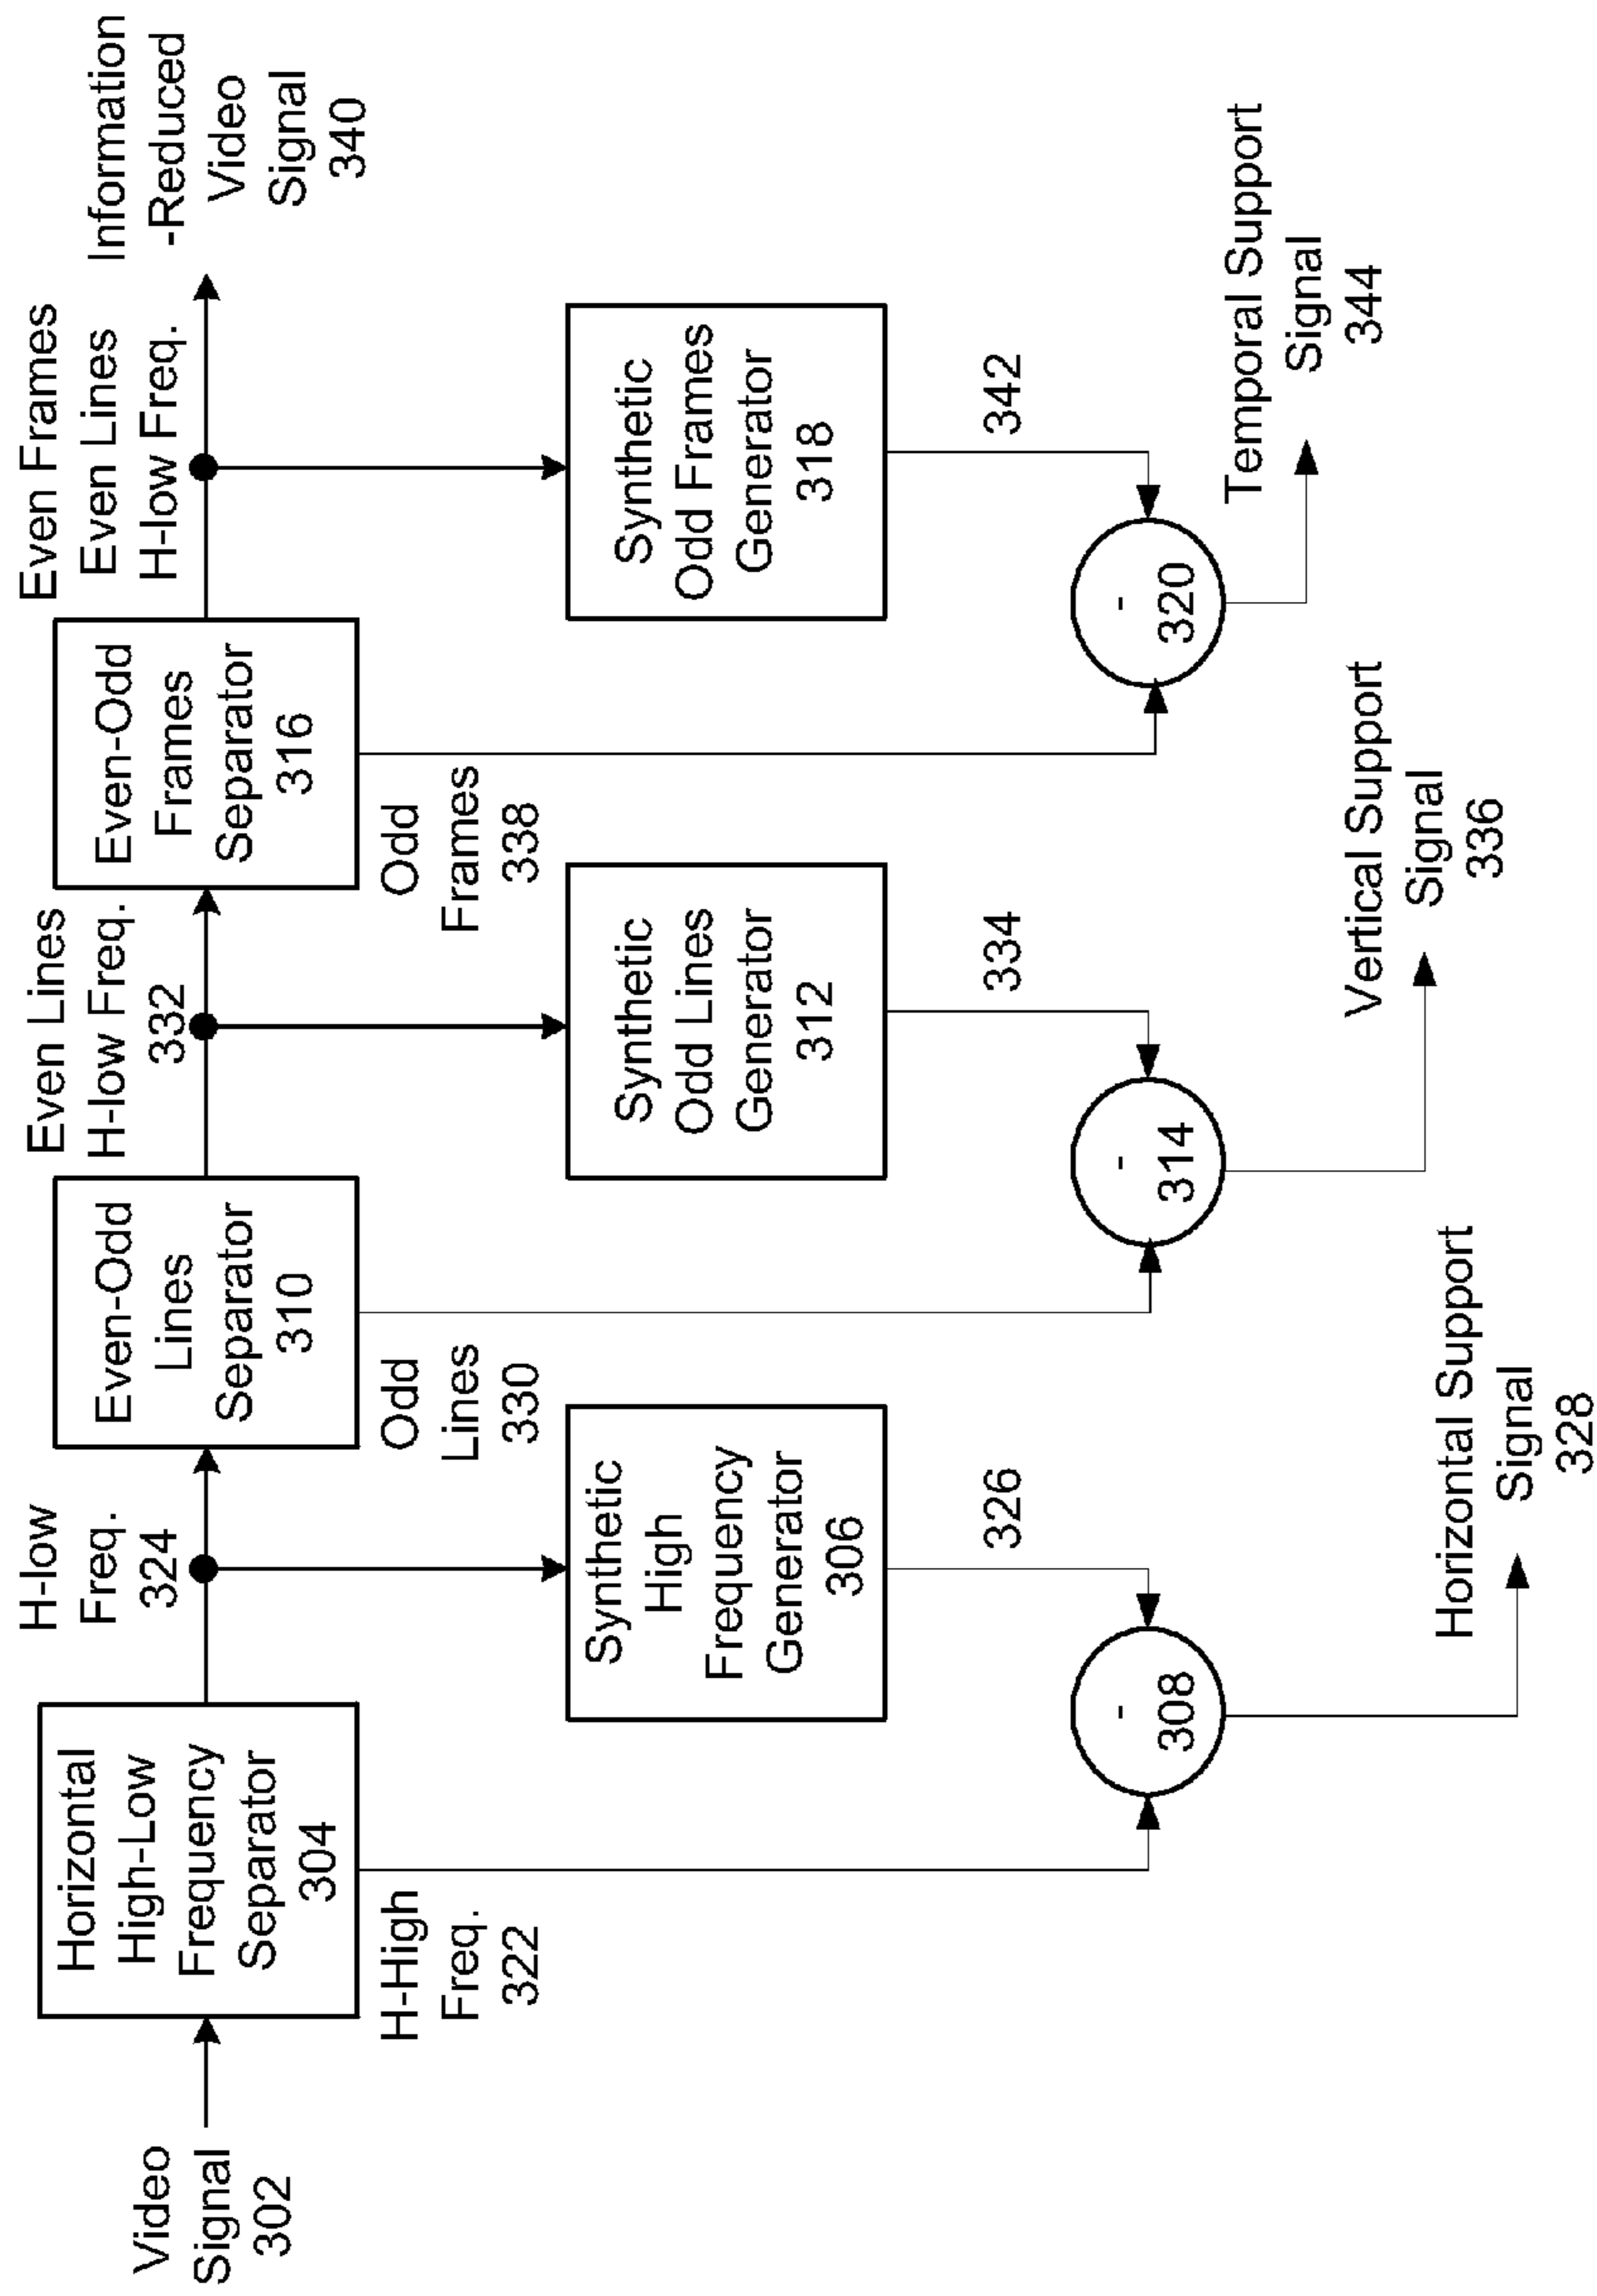 Video
Signal
302
Horizontal
High-Low
Frequency
Separator
304
H-low
Freq.
324
Even-Odd
Lines
Separator
310
Even Lines
H-low Freq.
332
Even-Odd
Frames
Separator
316
Even Frames
Even Lines
H-low Freq.
Information
-Reduced
Video
Signal
340
H-High
Freq.
322
Synthetic
High
Frequency
Generator
306
Odd
Lines
330
Synthetic
Odd Lines
Generator
312
Odd
Frames
338
Synthetic
Odd Frames
Generator
318
326
334
342
-
308
-
314
-
320
Horizontal Support
Signal
328
Vertical Support
Signal
336
Temporal Support
Signal
344